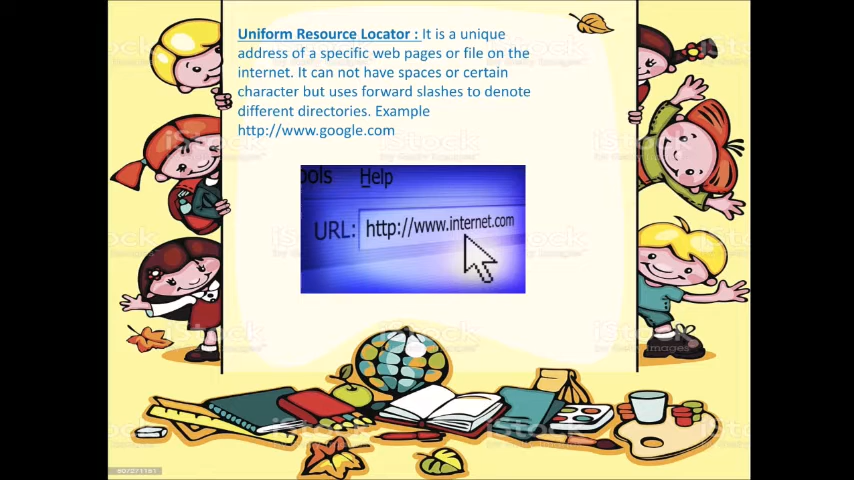 Uniform Resource Locator : It is a unique
address of a specific web pages or file on the
internet. It can not have spaces or certain
character but uses forward slashes to denote
different directories. Example
http://www.google.com
ools Help
URL: http://www.internet.com
iStock
607271181